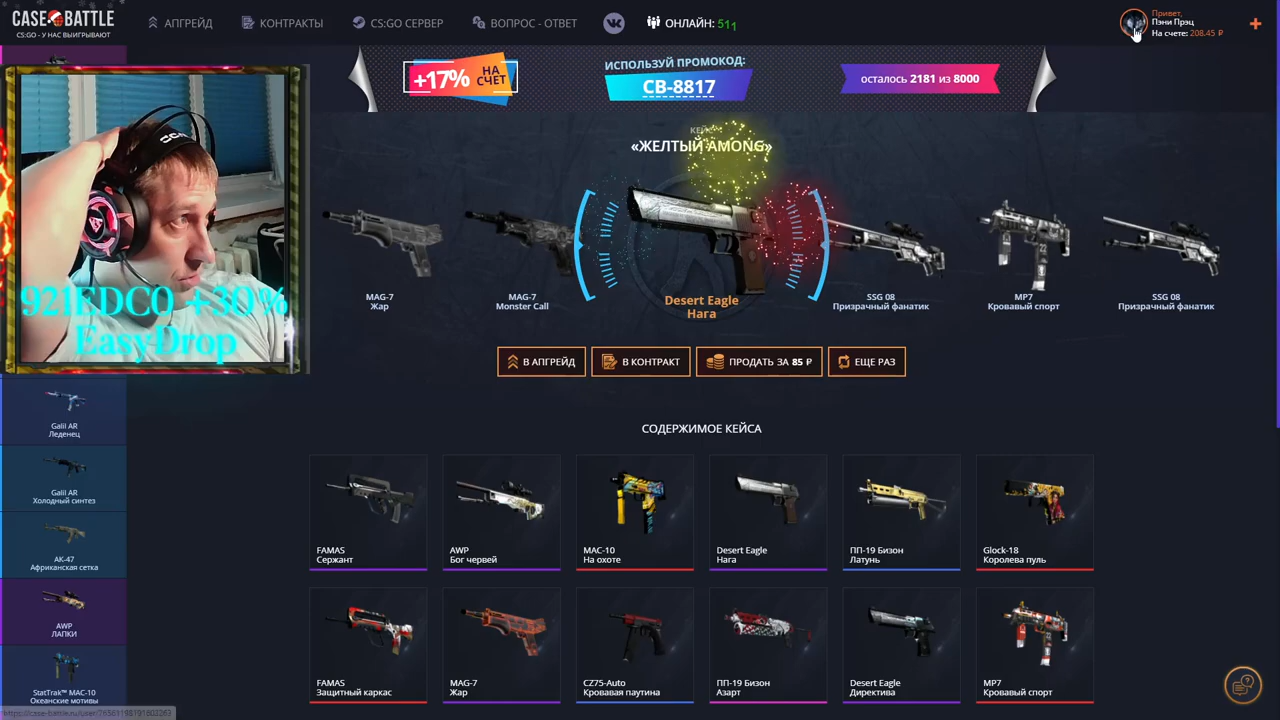 CASE BATTLE
CS:GO - У НАС ВЫИГРЫВАЮТ
АПГРЕЙД
КОНТРАКТЫ
CS:GO СЕРВЕР
ВОПРОС - ОТВЕТ
ОНЛАЙН: 511
Привет,
Пэни Прэц
На счете: 208.45 ₽
+17% НА СЧЕТ
ИСПОЛЬЗУЙ ПРОМОКОД:
CB-8817
осталось 2181 из 8000
КЕЙС
«ЖЕЛТЫЙ AMONG»
MAG-7
Жар
MAG-7
Monster Call
Desert Eagle
Нага
SSG 08
Призрачный фанатик
MP7
Кровавый спорт
SSG 08
Призрачный фанатик
921EDC0 +30%
EasyDrop
В АПГРЕЙД
В КОНТРАКТ
ПРОДАТЬ ЗА 85 ₽
ЕЩЕ РАЗ
СОДЕРЖИМОЕ КЕЙСА
Galil AR
Леденец
Galil AR
Холодный синтез
AK-47
Африканская сетка
AWP
ЛАПКИ
StatTrak™ MAC-10
Океанские мотивы
FAMAS
Сержант
AWP
Бог червей
MAC-10
На охоте
Desert Eagle
Нага
ПП-19 Бизон
Латунь
Glock-18
Королева пуль
FAMAS
Защитный каркас
MAG-7
Жар
CZ75-Auto
Кровавая паутина
ПП-19 Бизон
Азарт
Desert Eagle
Директива
MP7
Кровавый спорт